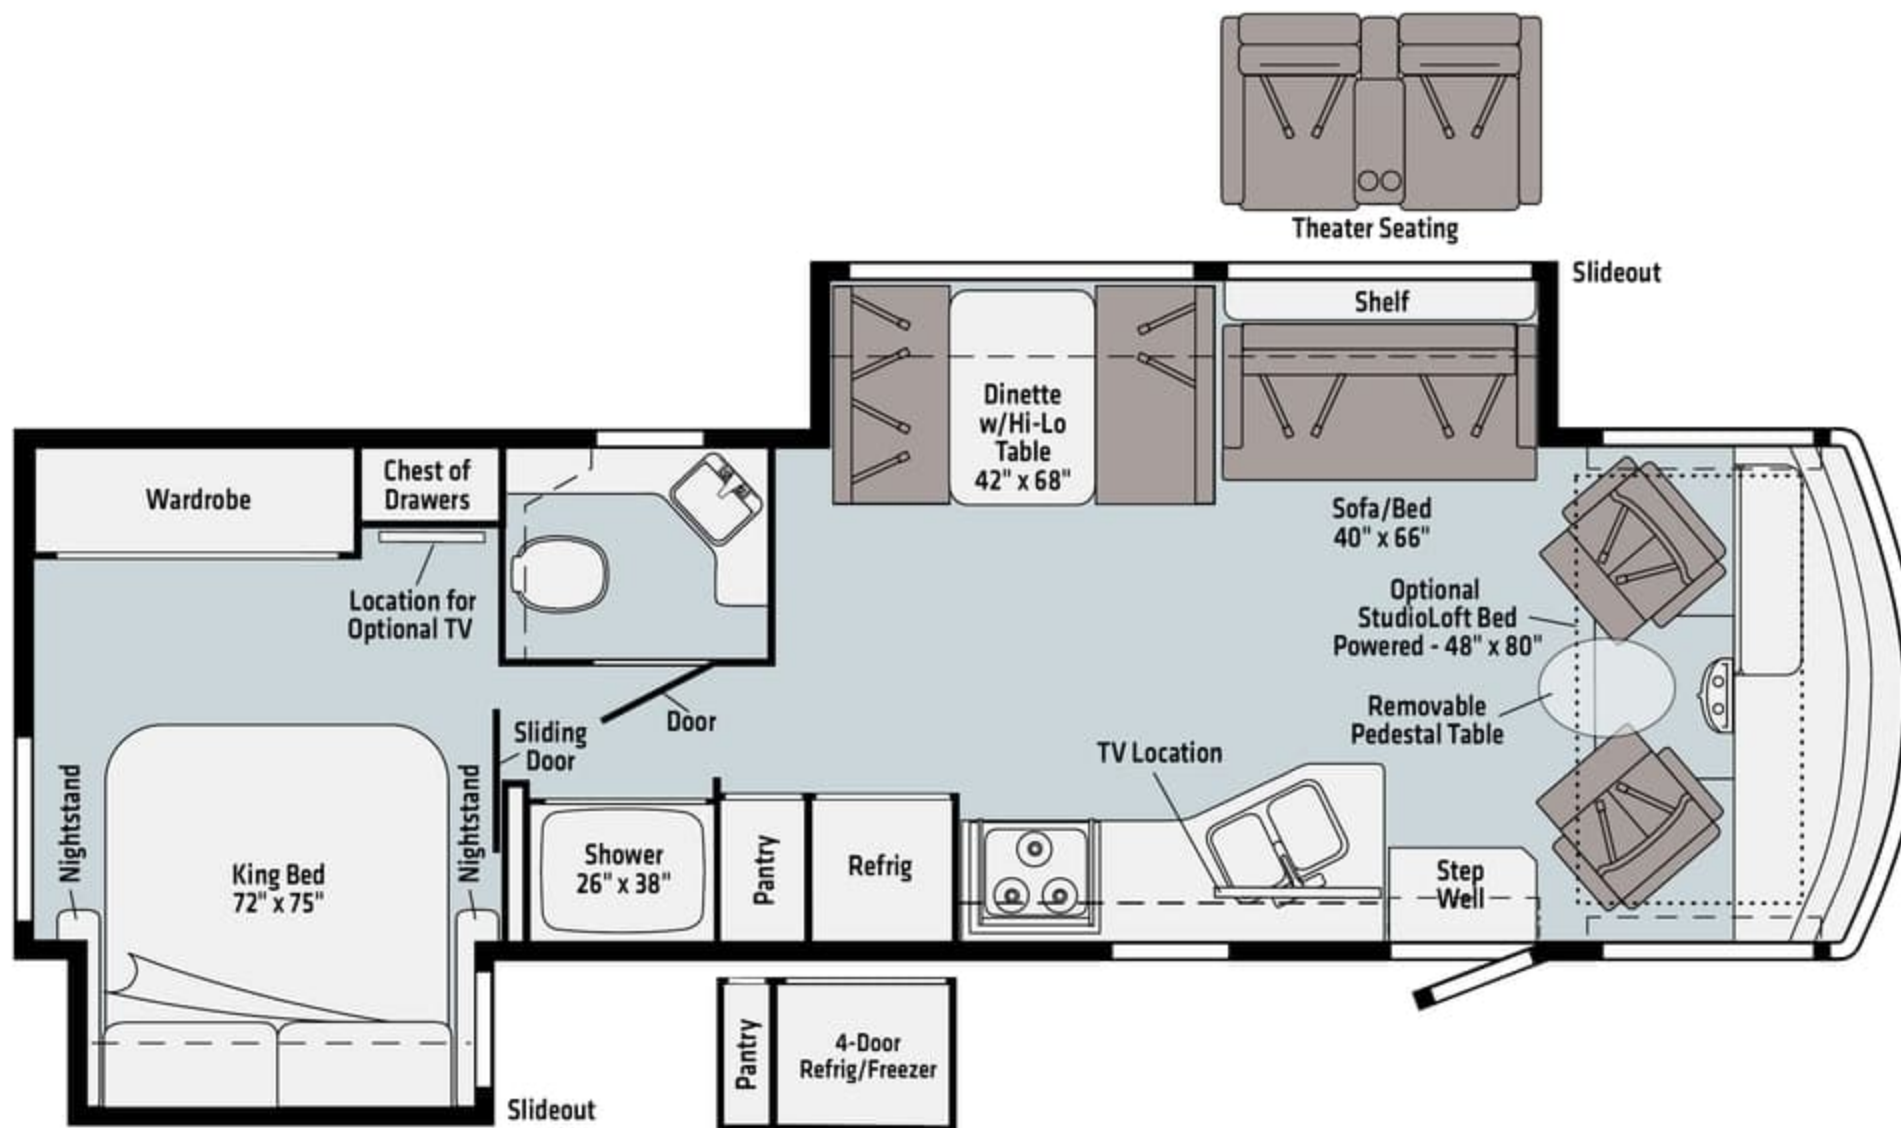 Theater Seating
Slideout
Shelf
Dinette
w/Hi-Lo
Table
42" x 68"
Sofa/Bed
40" x 66"
Wardrobe
Chest of
Drawers
Location for
Optional TV
Optional
StudioLoft Bed
Powered - 48" x 80"
Removable
Pedestal Table
Door
Sliding
Door
TV Location
Nightstand
King Bed
72" x 75"
Nightstand
Shower
26" x 38"
Pantry
Refrig
Step
Well
Pantry
4-Door
Refrig/Freezer
Slideout